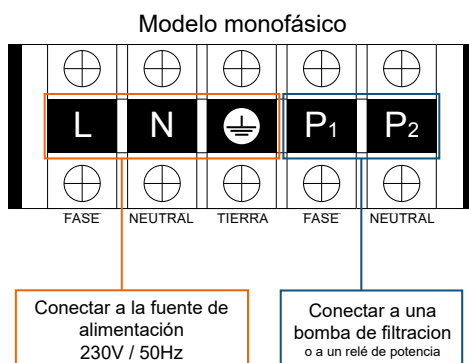 Modelo monofásico
L N P1 P2
FASE NEUTRAL TIERRA FASE NEUTRAL
Conectar a la fuente de
alimentación
230V / 50Hz
Conectar a una
bomba de filtracion
o a un relé de potencia